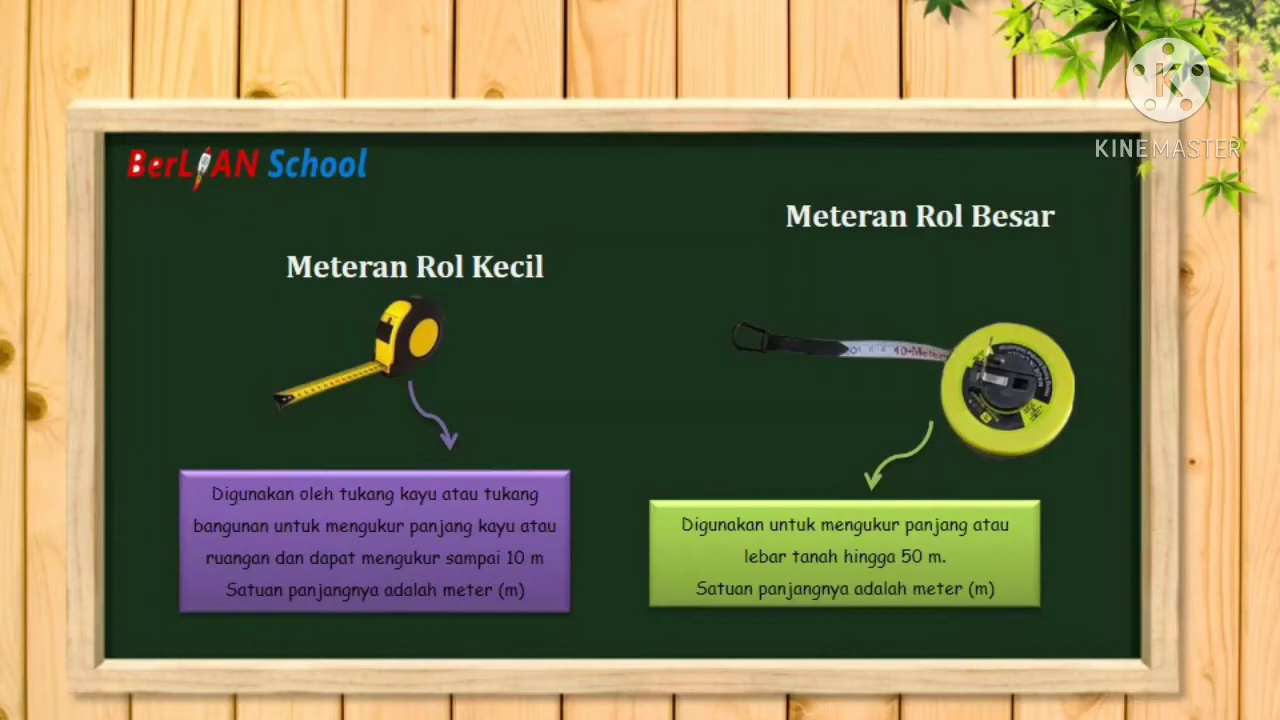 KINEMASTER
BerLIAN School
Meteran Rol Kecil
Digunakan oleh tukang kayu atau tukang
bangunan untuk mengukur panjang kayu atau
ruangan dan dapat mengukur sampai 10 m
Satuan panjangnya adalah meter (m)
Meteran Rol Besar
Digunakan untuk mengukur panjang atau
lebar tanah hingga 50 m.
Satuan panjangnya adalah meter (m)